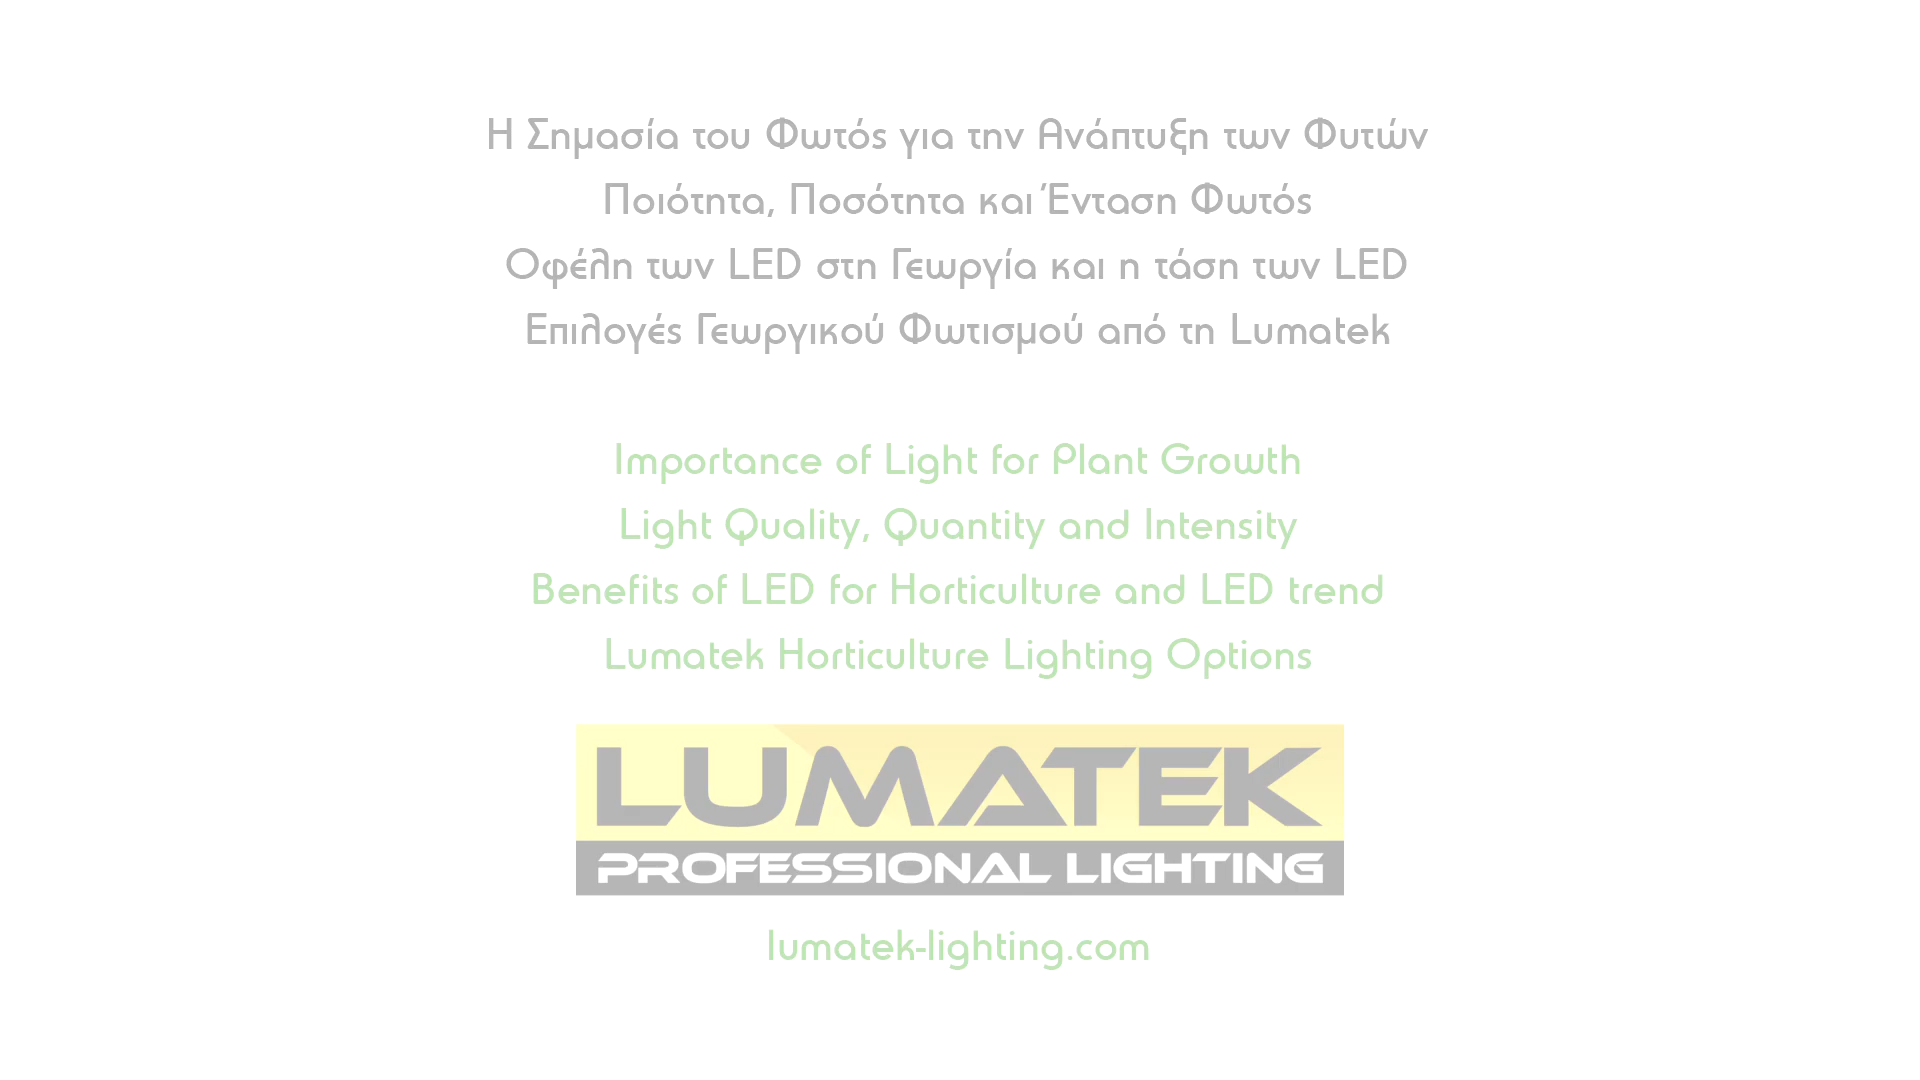 Η Σημασία του Φωτός για την Ανάπτυξη των Φυτών
Ποιότητα, Ποσότητα και Ένταση Φωτός
Οφέλη των LED στη Γεωργία και η τάση των LED
Επιλογές Γεωργικού Φωτισμού από τη Lumatek
Importance of Light for Plant Growth
Light Quality, Quantity and Intensity
Benefits of LED for Horticulture and LED trend
Lumatek Horticulture Lighting Options
LUMATEK
PROFESSIONAL LIGHTING
lumatek-lighting.com